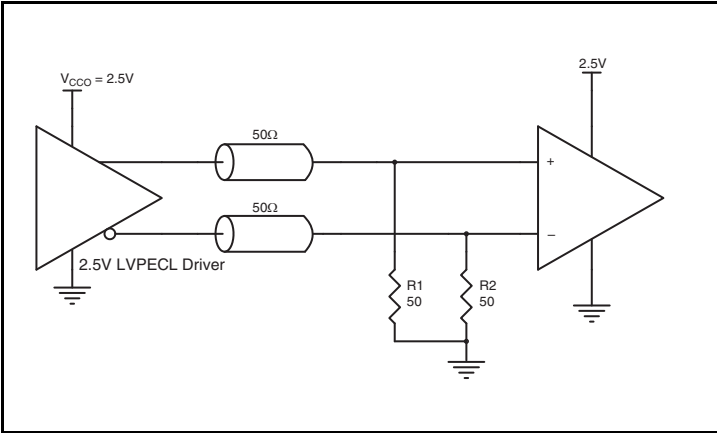 2.5V
V_CCO = 2.5V
50Ω
+
50Ω
–
2.5V LVPECL Driver
R1
50
R2
50